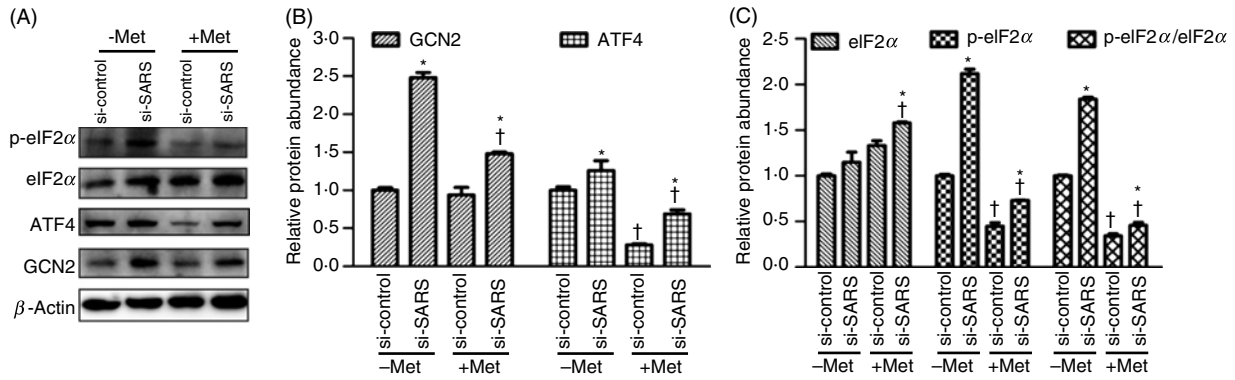 (A)
-Met +Met
si-control si-SARS si-control si-SARS
p-eIF2α
eIF2α
ATF4
GCN2
β-Actin
(B)
GCN2 ATF4
Relative protein abundance
3·0
2·5
2·0
1·5
1·0
0·5
0·0
*
*
†
*
†
*
†
si-control si-SARS si-control si-SARS si-control si-SARS si-control si-SARS
–Met +Met –Met +Met
(C)
eIF2α p-eIF2α p-eIF2α/eIF2α
Relative protein abundance
2·5
2·0
1·5
1·0
0·5
0·0
*
†
*
†
*
†
*
†
*
†
si-control si-SARS si-control si-SARS si-control si-SARS si-control si-SARS si-control si-SARS si-control si-SARS
–Met +Met –Met +Met –Met +Met